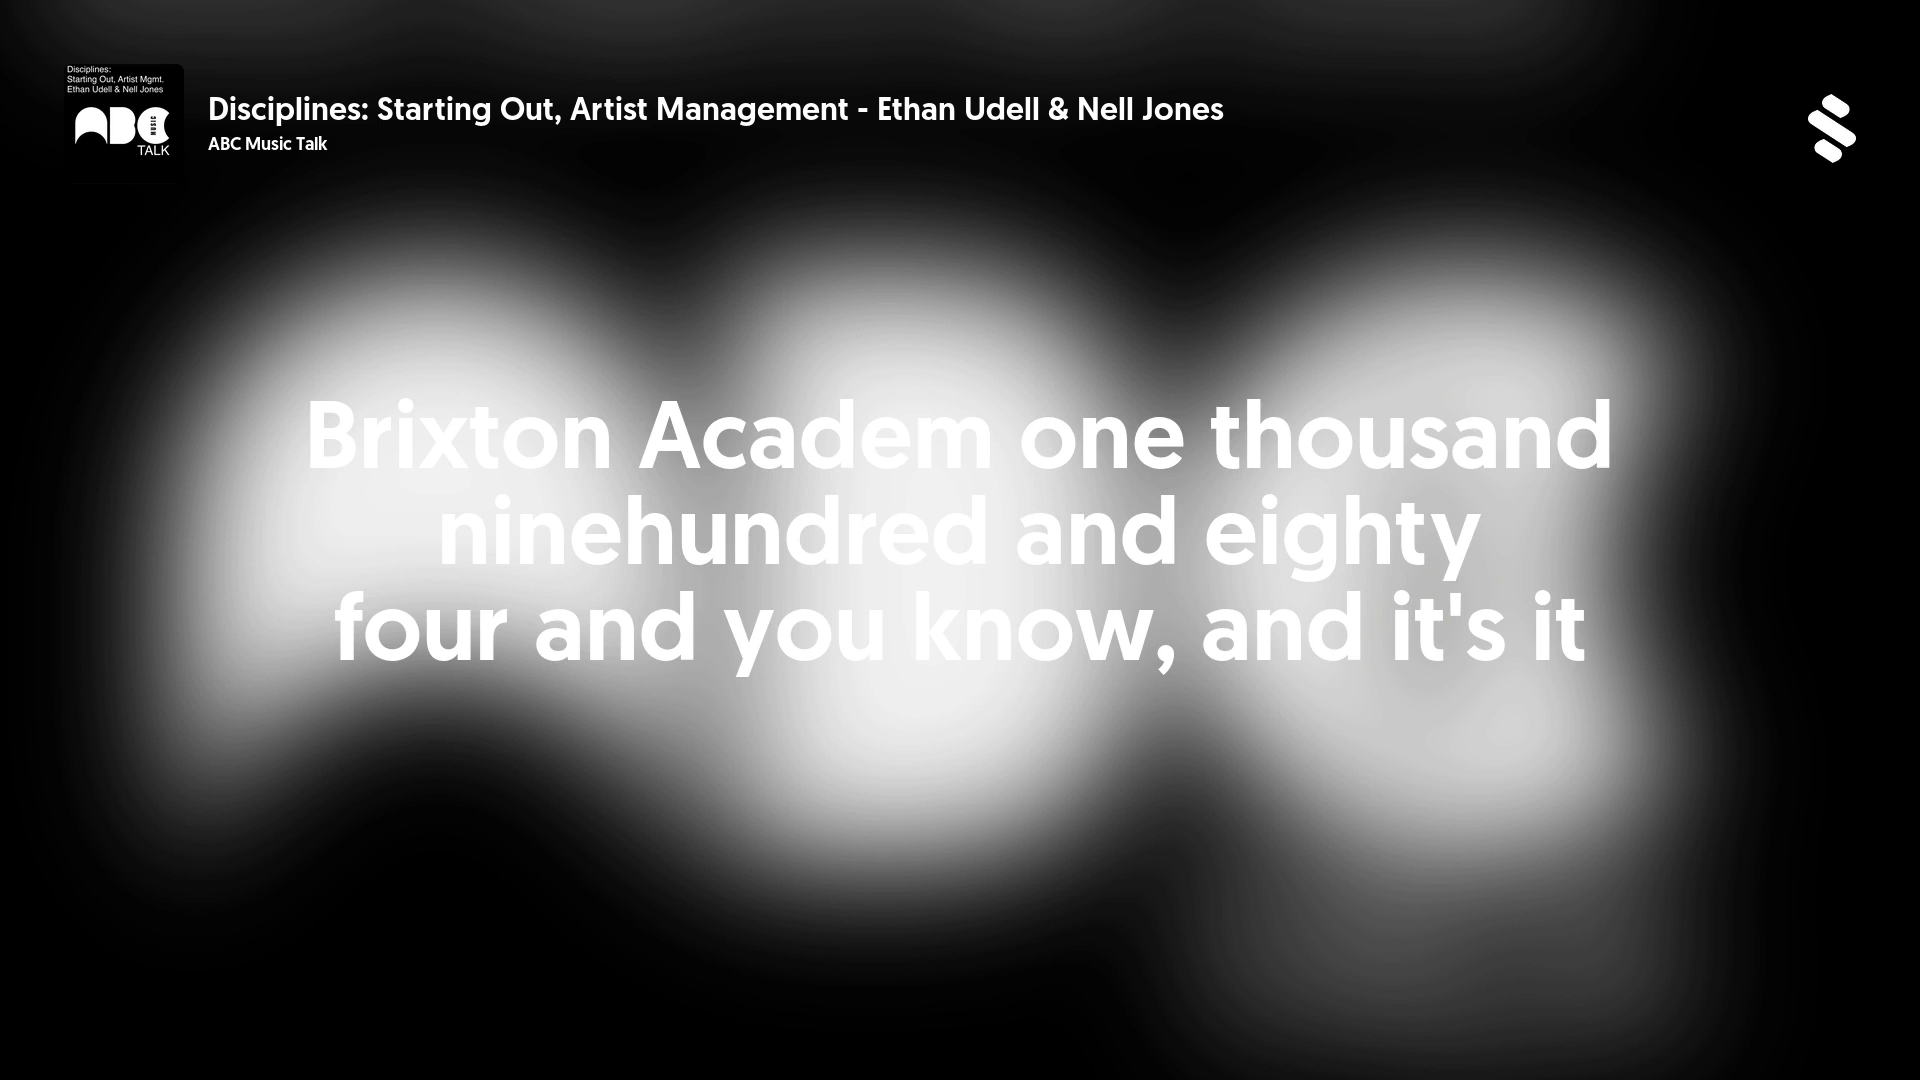 Disciplines:
Starting Out, Artist Mgmt.
Ethan Udell & Nell Jones
ABC MUSIC
TALK
Disciplines: Starting Out, Artist Management - Ethan Udell & Nell Jones
ABC Music Talk
Brixton Academ one thousand
ninehundred and eighty
four and you know, and it's it